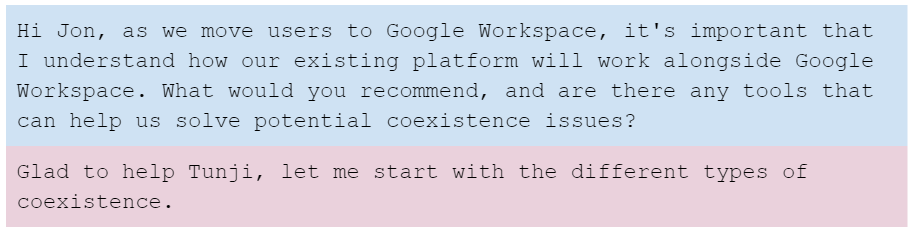 Hi Jon, as we move users to Google Workspace, it's important that
I understand how our existing platform will work alongside Google
Workspace. What would you recommend, and are there any tools that
can help us solve potential coexistence issues?
Glad to help Tunji, let me start with the different types of
coexistence.